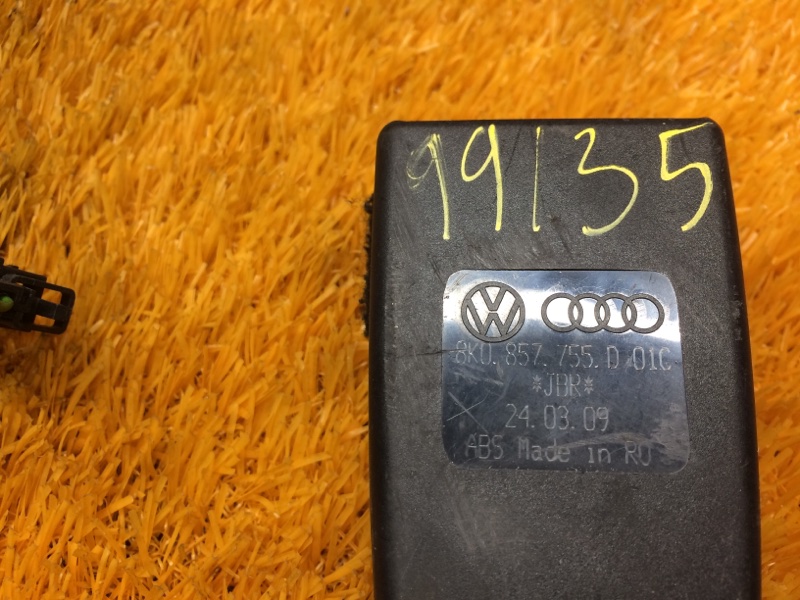 99135
8K0.857.755.D 01C
*JBR*
24.03.09
ABS Made in RO